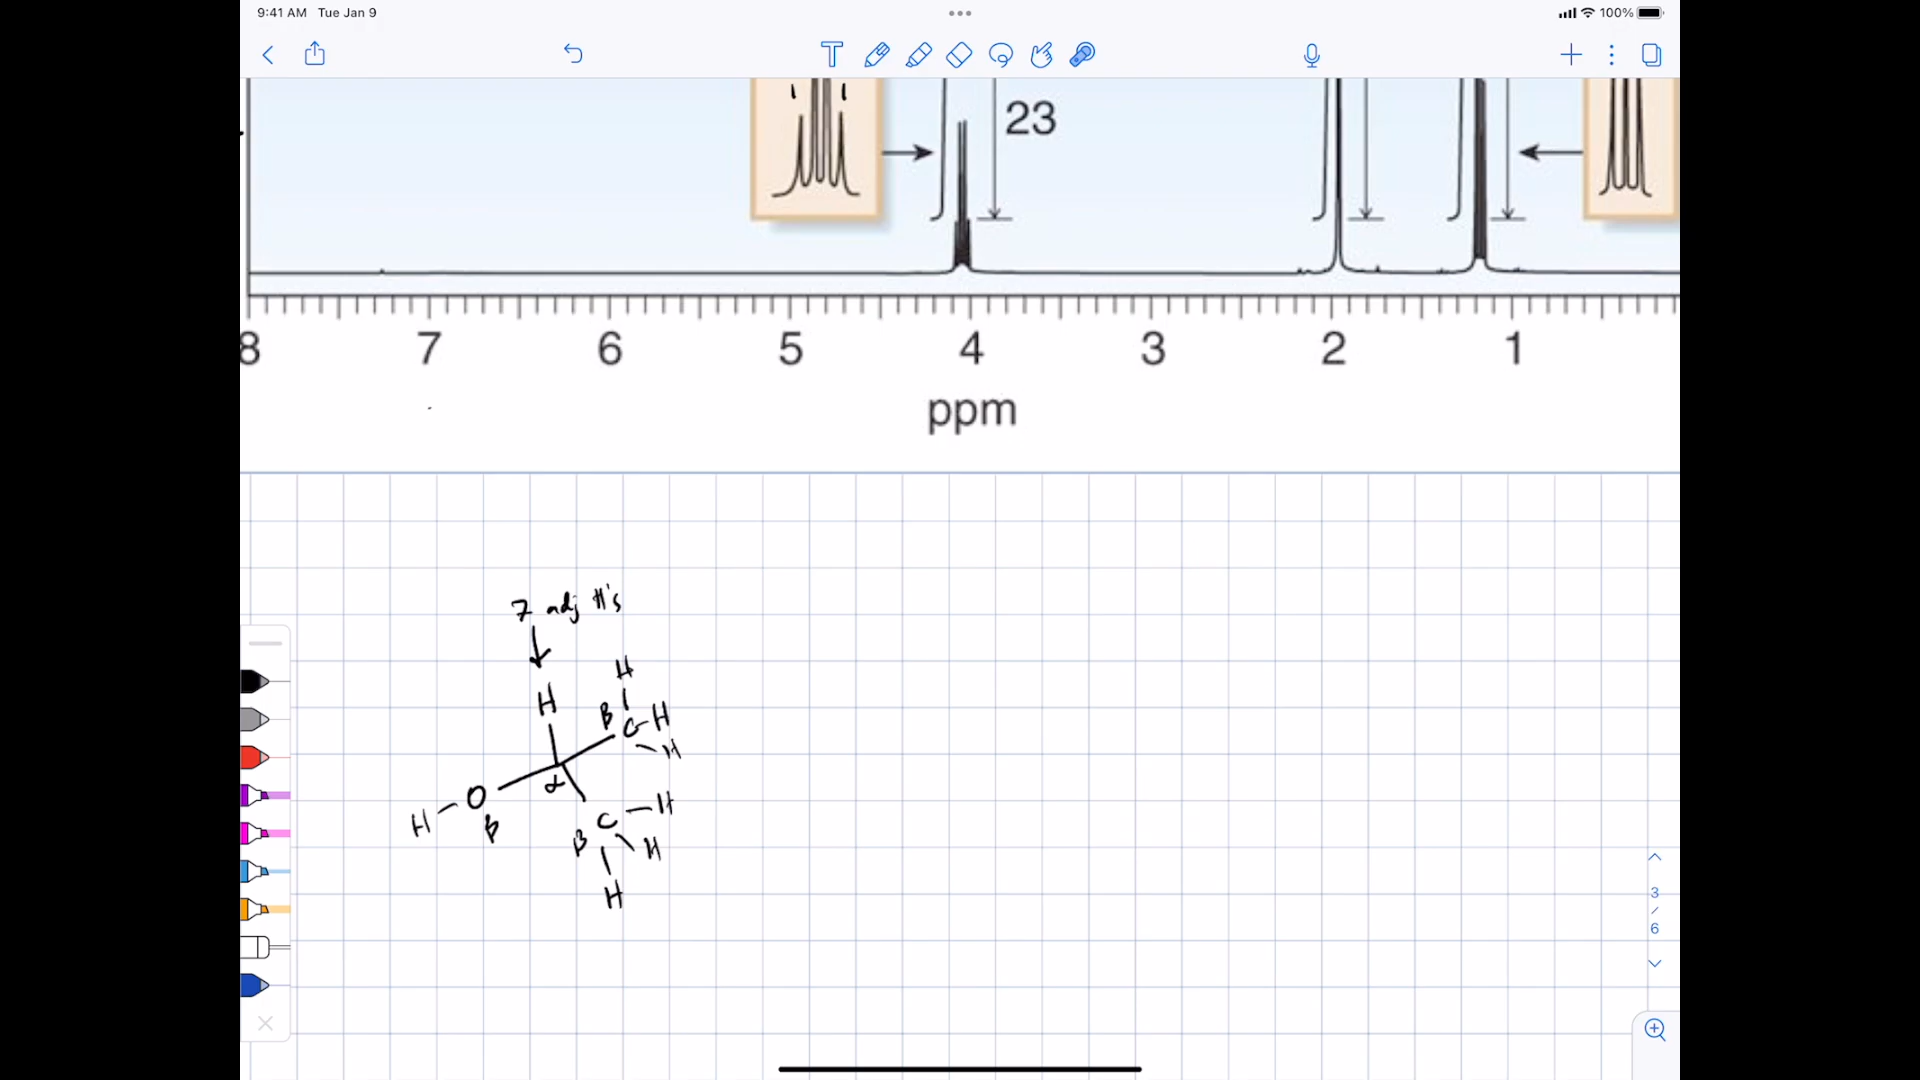 9:41 AM Tue Jan 9
100%
T
23
8 7 6 5 4 3 2 1
ppm
7 adj H's
H
H
β C-H
H
α
H O
β
C H
β H
H
3
/
6